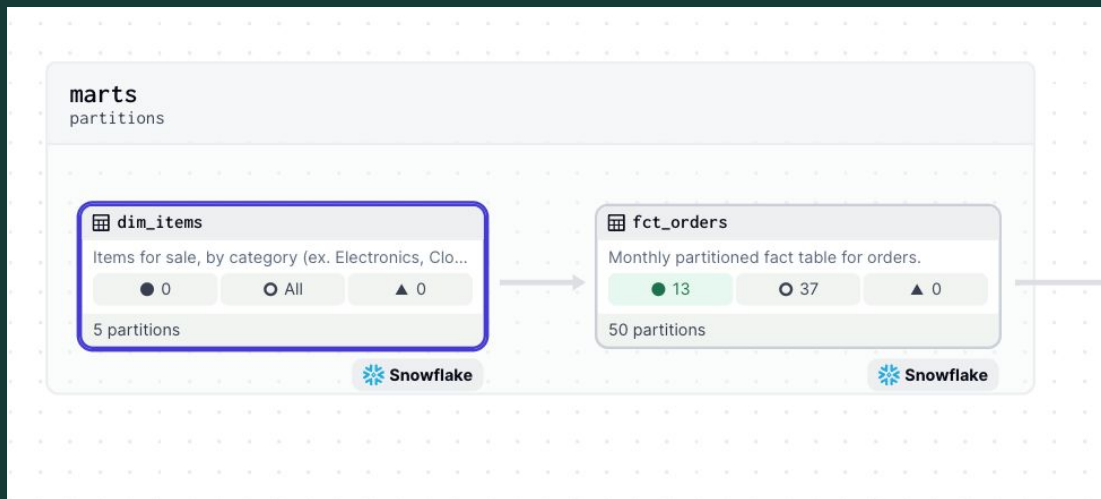 marts
partitions
dim_items
Items for sale, by category (ex. Electronics, Clo...
0
All
0
5 partitions
Snowflake
fct_orders
Monthly partitioned fact table for orders.
13
37
0
50 partitions
Snowflake